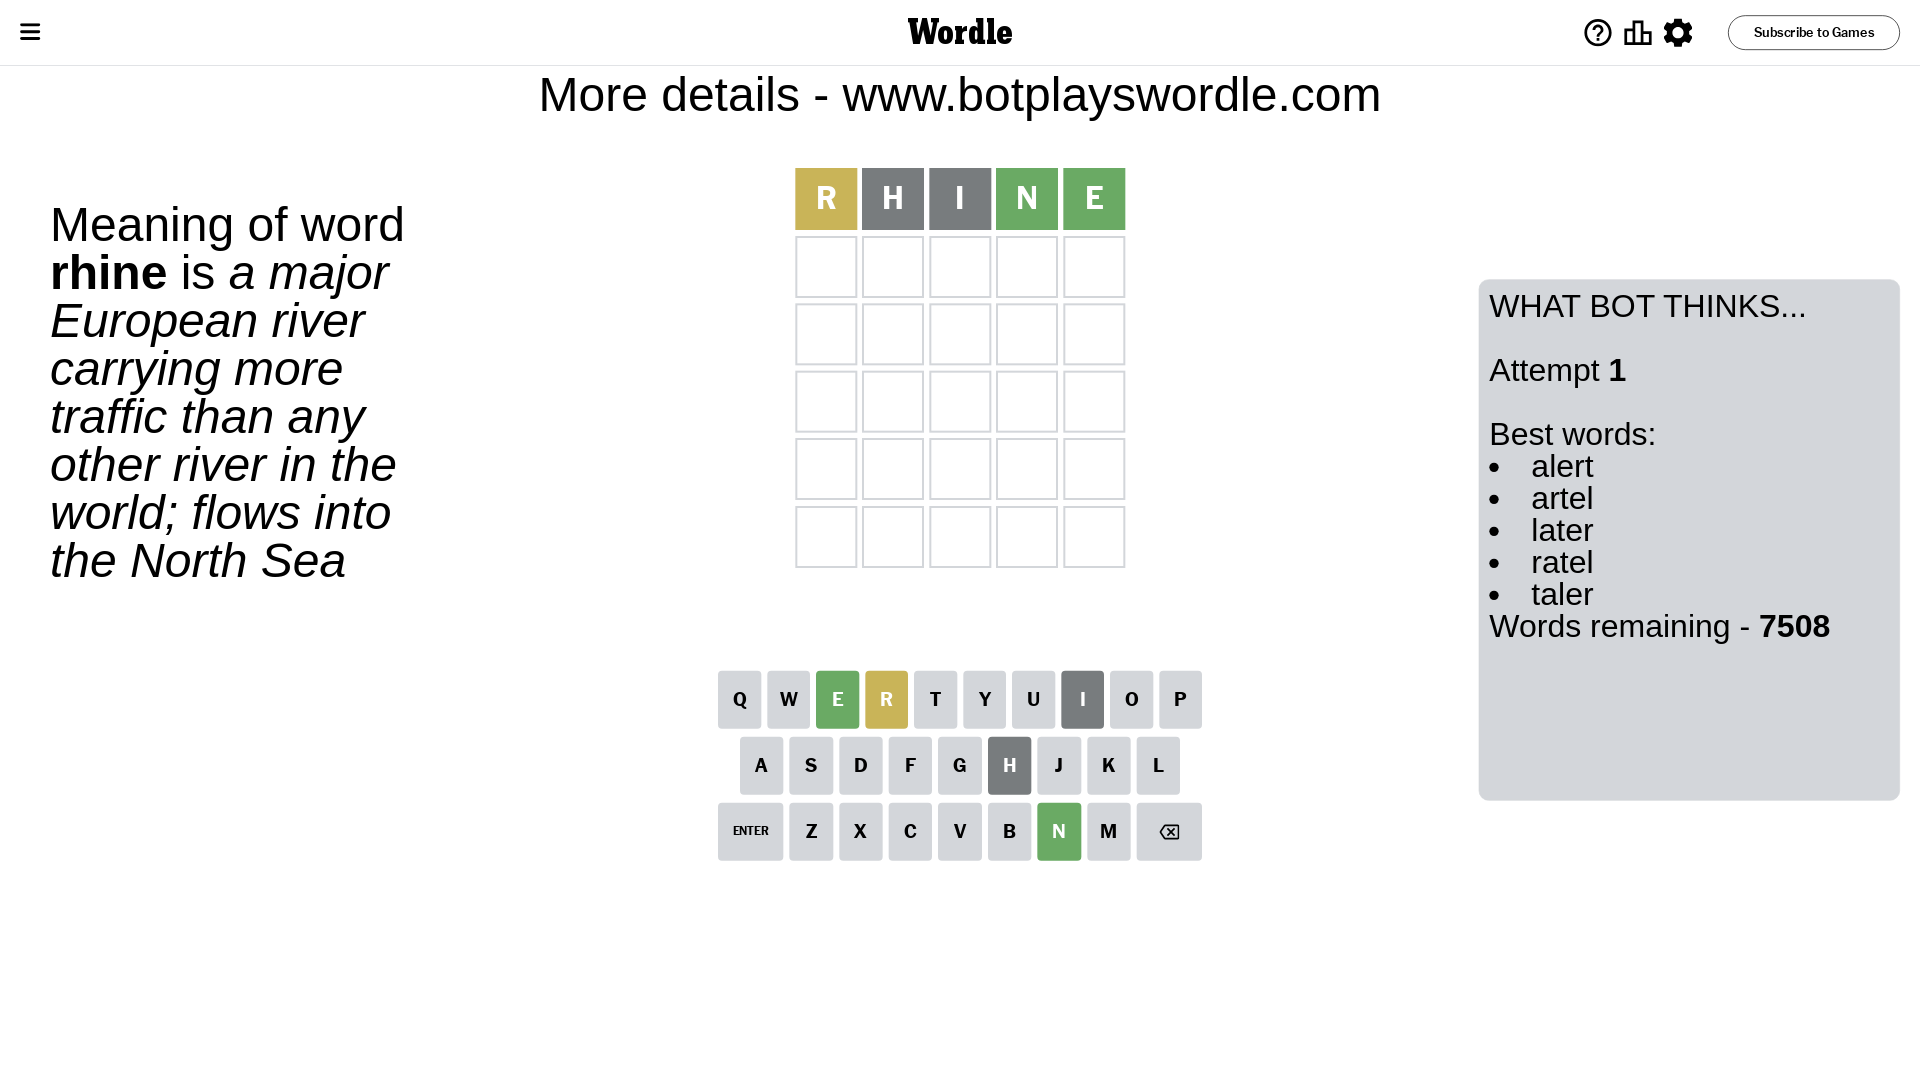 Wordle
Subscribe to Games
More details - www.botplayswordle.com
Meaning of word
rhine is a major
European river
carrying more
traffic than any
other river in the
world; flows into
the North Sea
R H I N E
WHAT BOT THINKS...
Attempt 1
Best words:
• alert
• artel
• later
• ratel
• taler
Words remaining - 7508
Q W E R T Y U I O P
A S D F G H J K L
ENTER Z X C V B N M